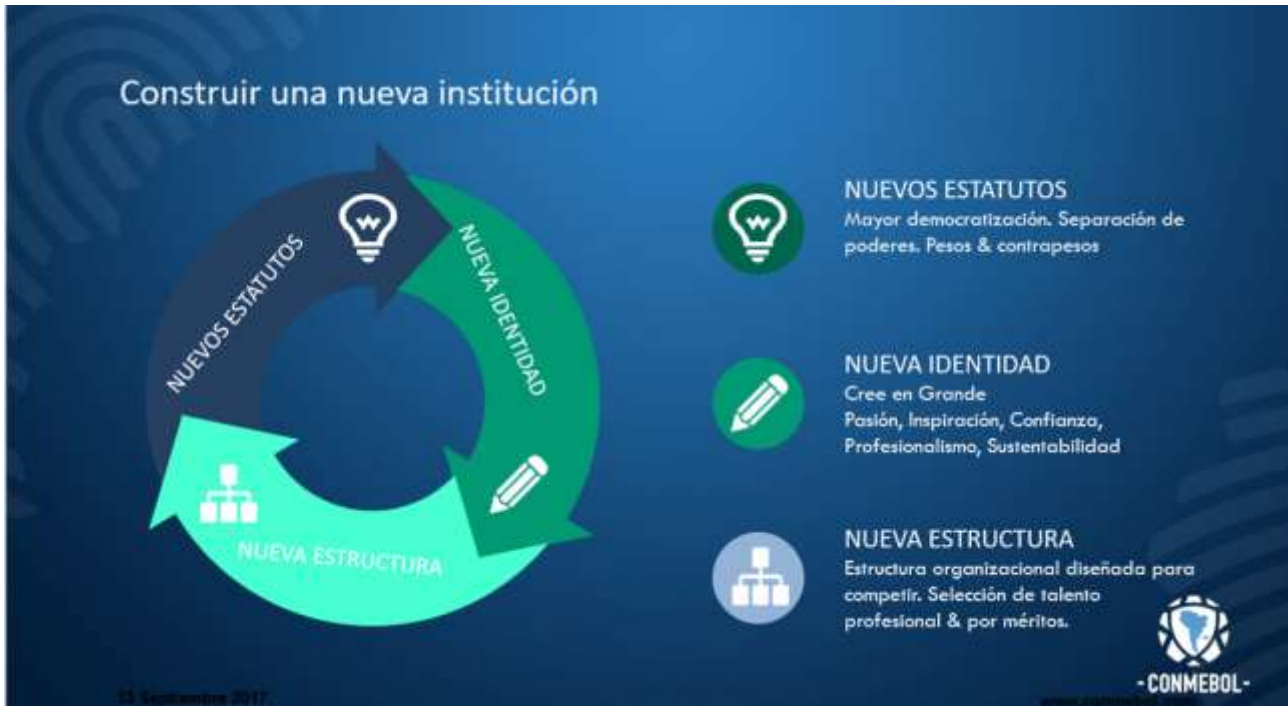 Construir una nueva institución
NUEVOS ESTATUTOS
NUEVA IDENTIDAD
NUEVA ESTRUCTURA
NUEVOS ESTATUTOS
Mayor democratización. Separación de
poderes. Pesos & contrapesos
NUEVA IDENTIDAD
Cree en Grande
Pasión, Inspiración, Confianza,
Profesionalismo, Sustentabilidad
NUEVA ESTRUCTURA
Estructura organizacional diseñada para
competir. Selección de talento
profesional & por méritos.
-CONMEBOL-
2017.